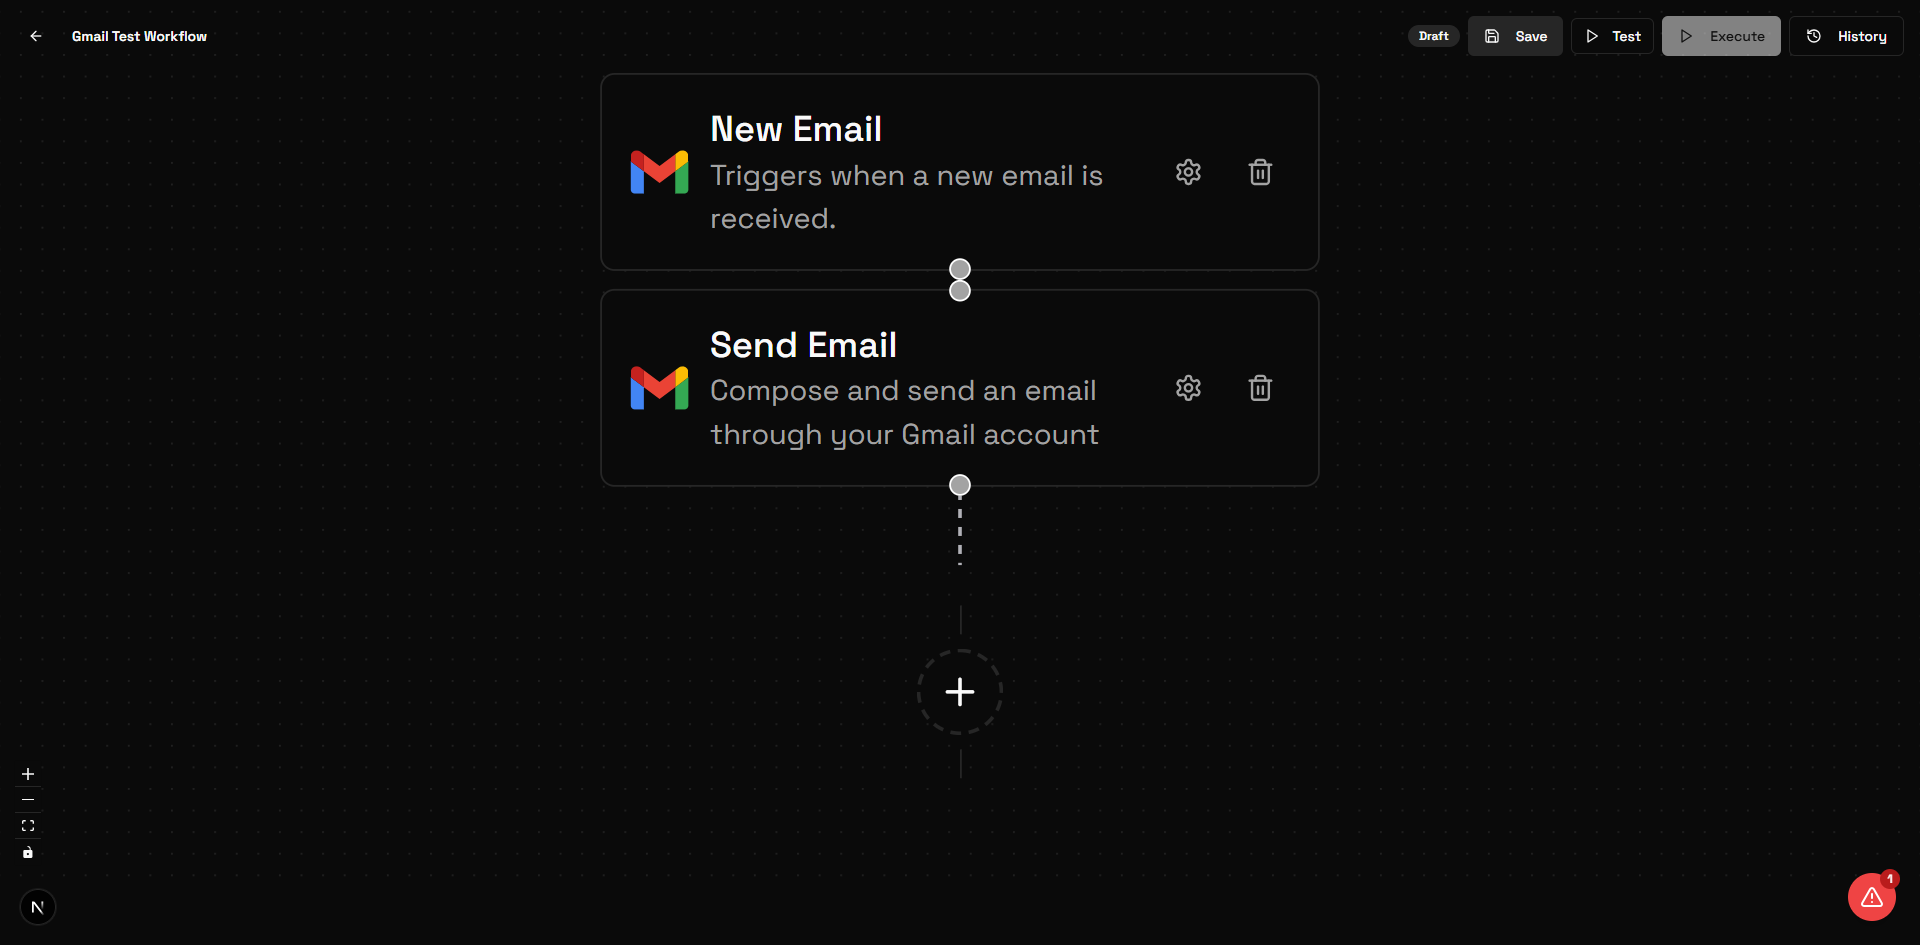 Gmail Test Workflow
Draft
Save
Test
Execute
History
New Email
Triggers when a new email is
received.
Send Email
Compose and send an email
through your Gmail account
N
1